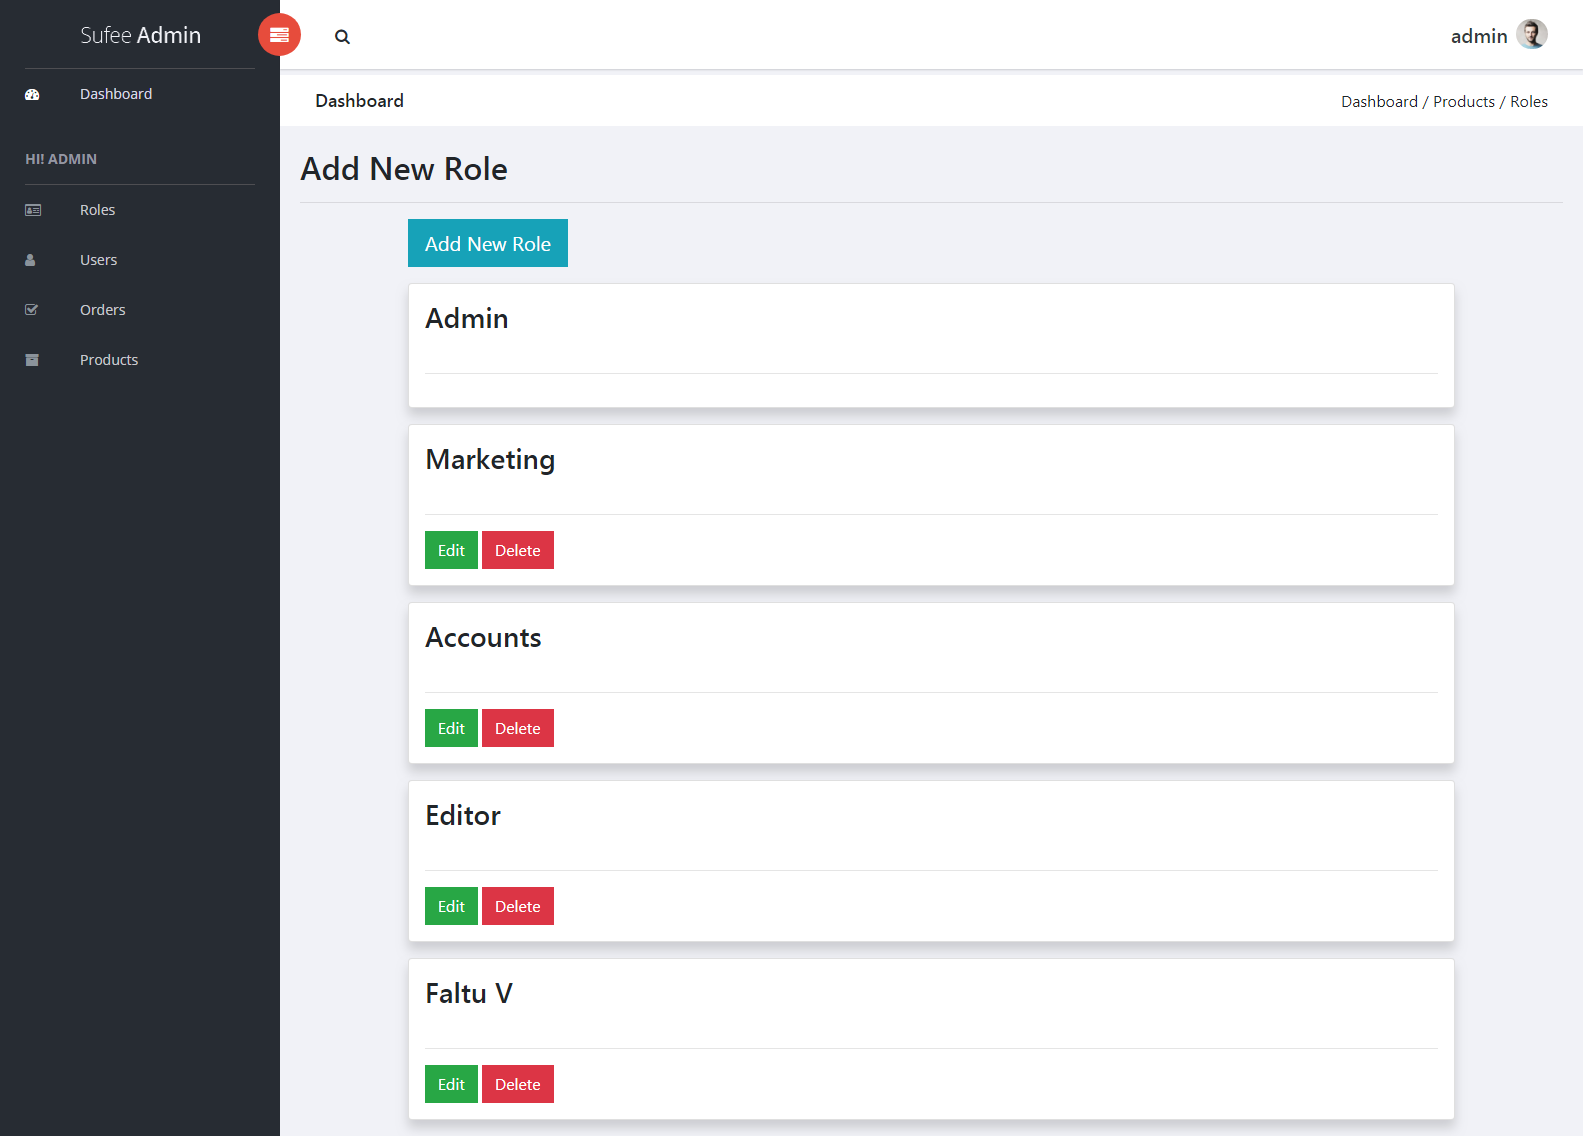 Sufee Admin
Dashboard
HI! ADMIN
Roles
Users
Orders
Products
admin
Dashboard
Dashboard / Products / Roles
Add New Role
Add New Role
Admin
Marketing
Edit Delete
Accounts
Edit Delete
Editor
Edit Delete
Faltu V
Edit Delete